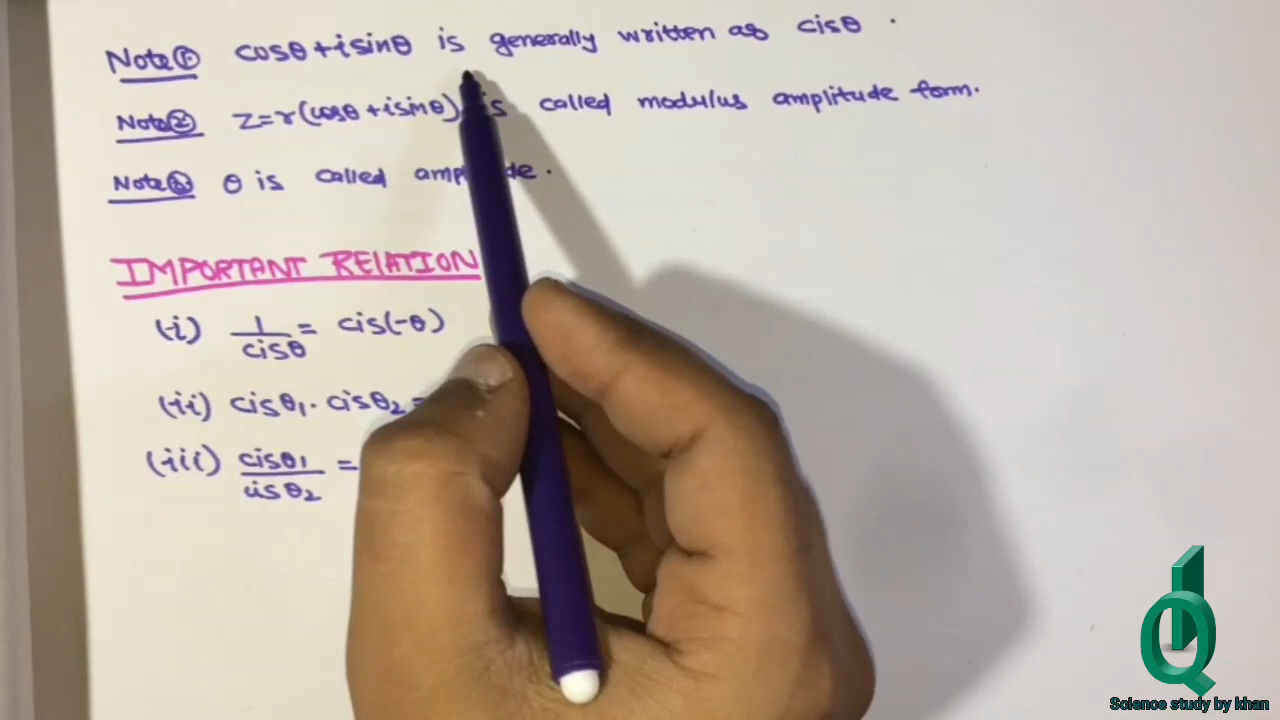 Note① cosθ+isinθ is generally written as cisθ.
Note② z=r(cosθ+isinθ) is called modulus amplitude form.
Note③ θ is called amplitude.
IMPORTANT RELATION
(i) 1/cisθ = cis(-θ)
(ii) cisθ₁. cisθ₂ =
(iii) cisθ₁/cisθ₂ =
Science study by khan